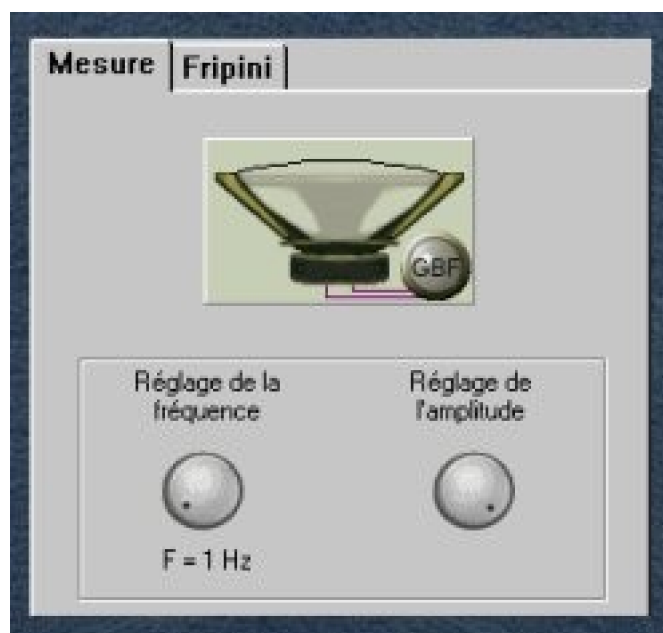 Mesure
Fripini
GBF
Réglage de la
fréquence
Réglage de
l'amplitude
F = 1 Hz